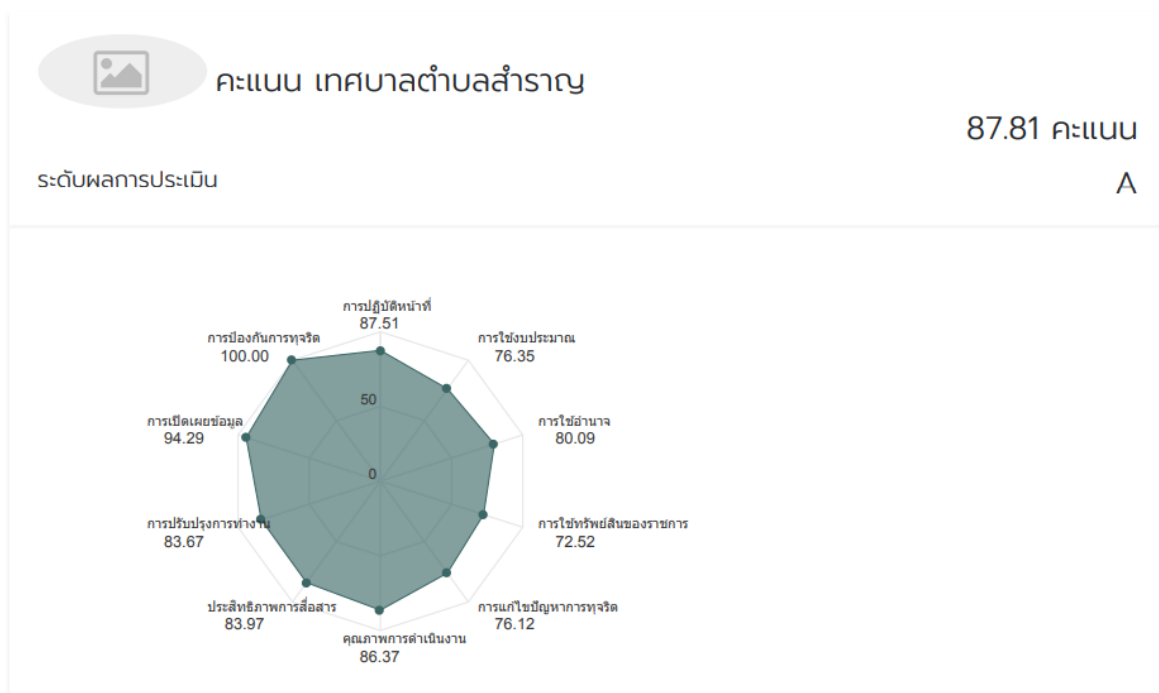 คะแนน เทศบาลตำบลสำราญ
87.81 คะแนน
ระดับผลการประเมิน
A
การปฏิบัติหน้าที่
87.51
การป้องกันการทุจริต
100.00
การใช้งบประมาณ
76.35
50
การเปิดเผยข้อมูล
94.29
การใช้อำนาจ
80.09
0
การปรับปรุงการทำงาน
83.67
การใช้ทรัพย์สินของราชการ
72.52
ประสิทธิภาพการสื่อสาร
83.97
การแก้ไขปัญหาการทุจริต
76.12
คุณภาพการดำเนินงาน
86.37